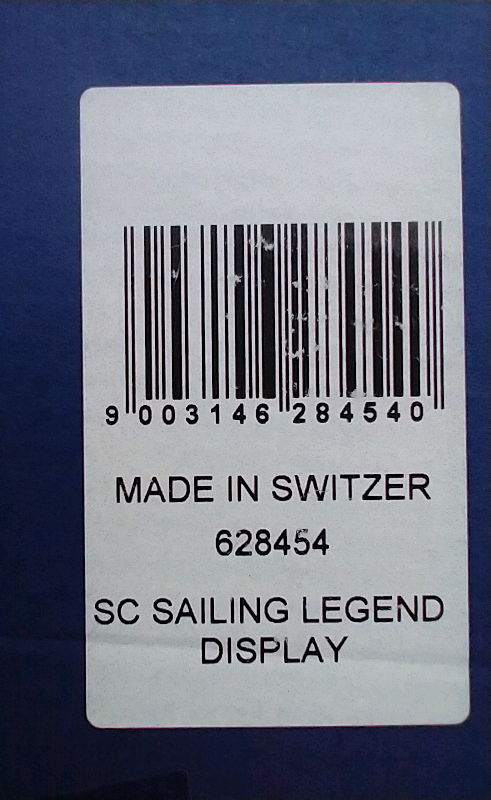 9 003146 284540
MADE IN SWITZER
628454
SC SAILING LEGEND
DISPLAY